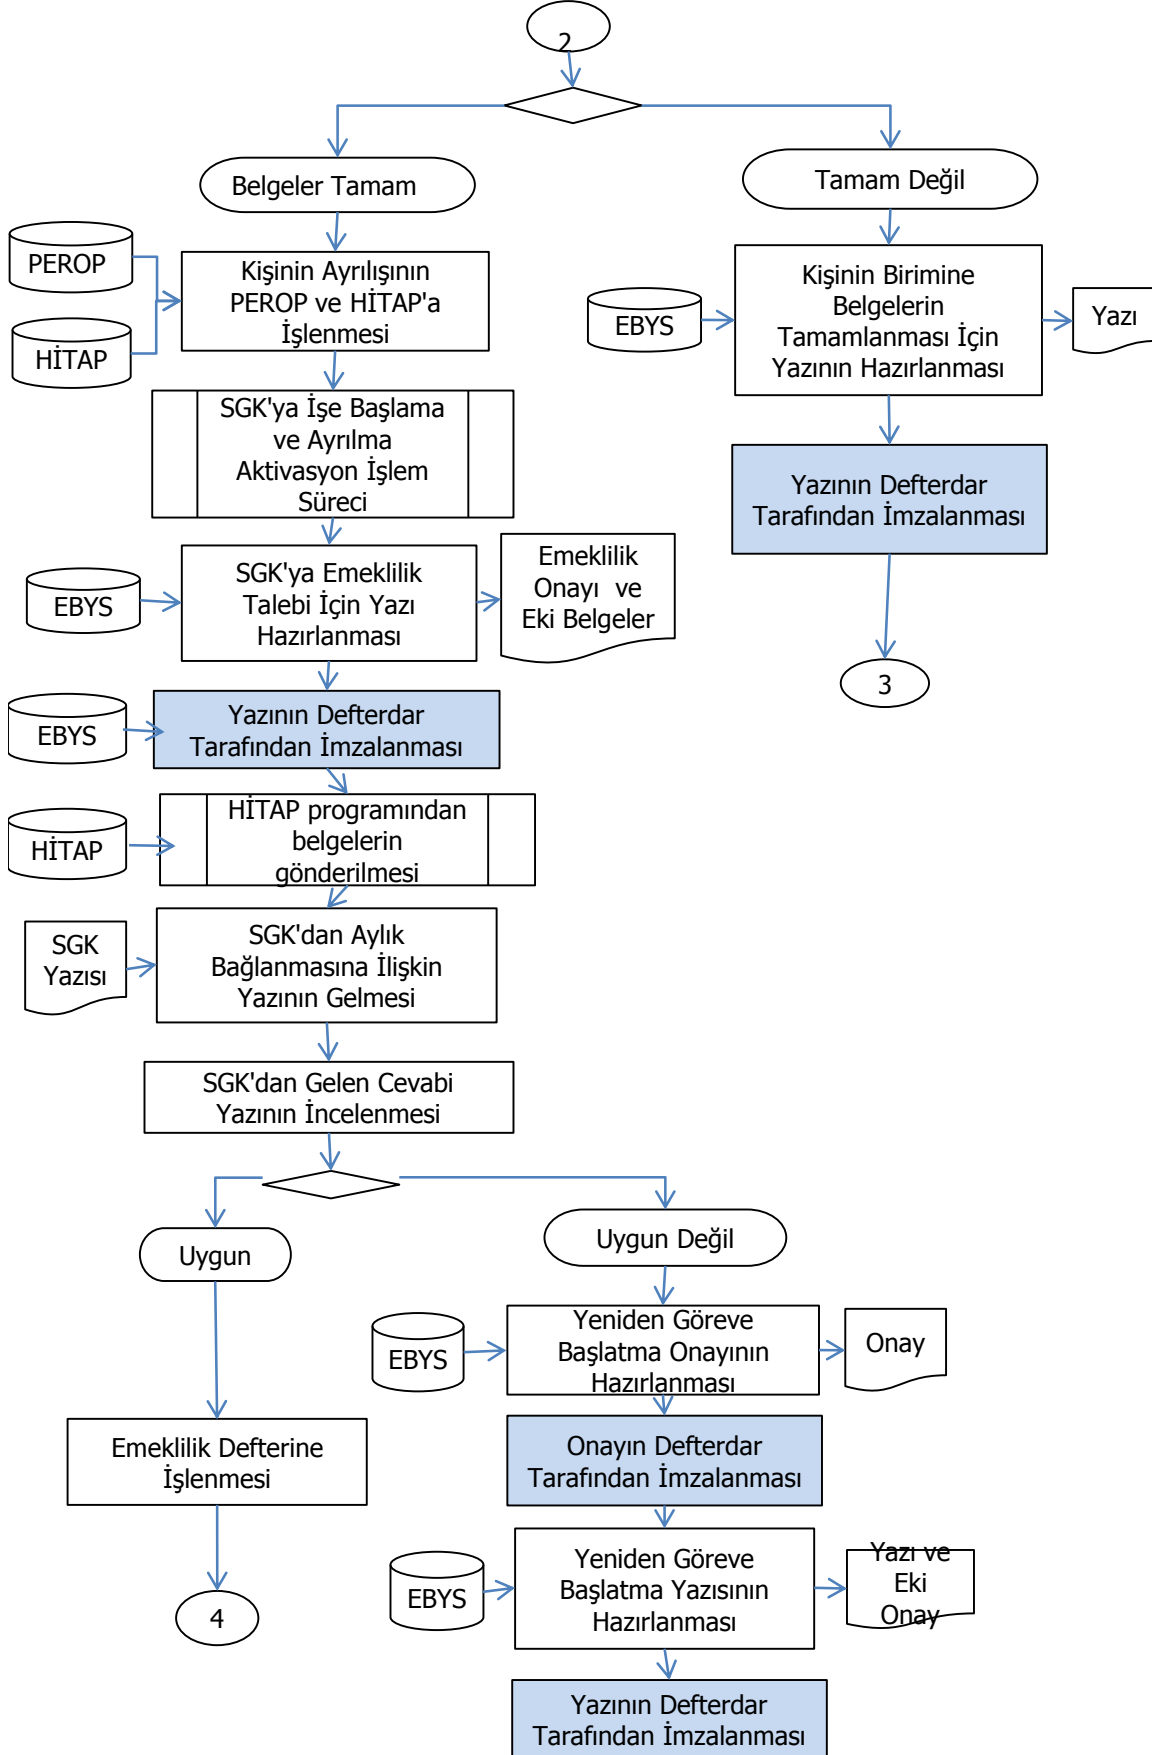 2
Belgeler Tamam
Tamam Değil
PEROP
HİTAP
Kişinin Ayrılışının
PEROP ve HİTAP'a
İşlenmesi
EBYS
Kişinin Birimine
Belgelerin
Tamamlanması İçin
Yazının Hazırlanması
Yazı
SGK'ya İşe Başlama
ve Ayrılma
Aktivasyon İşlem
Süreci
Yazının Defterdar
Tarafından İmzalanması
EBYS
SGK'ya Emeklilik
Talebi İçin Yazı
Hazırlanması
Emeklilik
Onayı ve
Eki Belgeler
3
EBYS
Yazının Defterdar
Tarafından İmzalanması
HİTAP
HİTAP programından
belgelerin
gönderilmesi
SGK
Yazısı
SGK'dan Aylık
Bağlanmasına İlişkin
Yazının Gelmesi
SGK'dan Gelen Cevabi
Yazının İncelenmesi
Uygun
Uygun Değil
EBYS
Yeniden Göreve
Başlatma Onayının
Hazırlanması
Onay
Emeklilik Defterine
İşlenmesi
Onayın Defterdar
Tarafından İmzalanması
4
EBYS
Yeniden Göreve
Başlatma Yazısının
Hazırlanması
Yazı ve
Eki
Onay
Yazının Defterdar
Tarafından İmzalanması